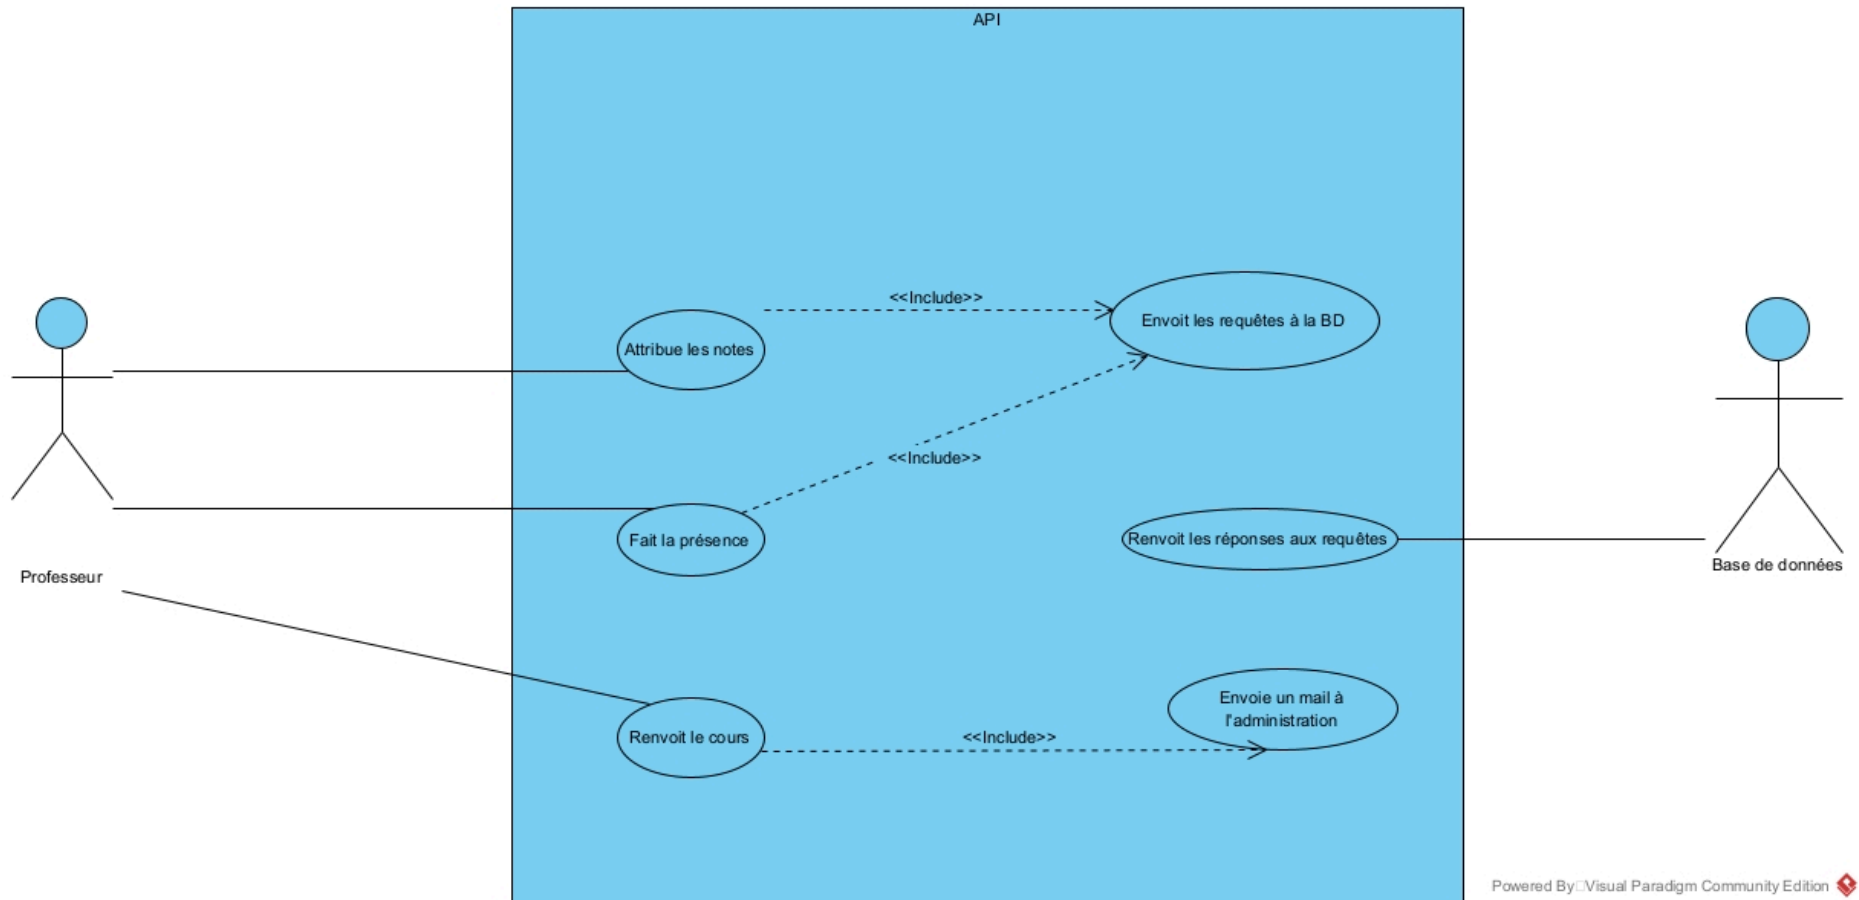 API
<<Include>>
Envoit les requêtes à la BD
Attribue les notes
<<Include>>
Fait la présence
Renvoit les réponses aux requêtes
Base de données
Professeur
Envoie un mail à
l'administration
Renvoit le cours
<<Include>>
Powered By Visual Paradigm Community Edition